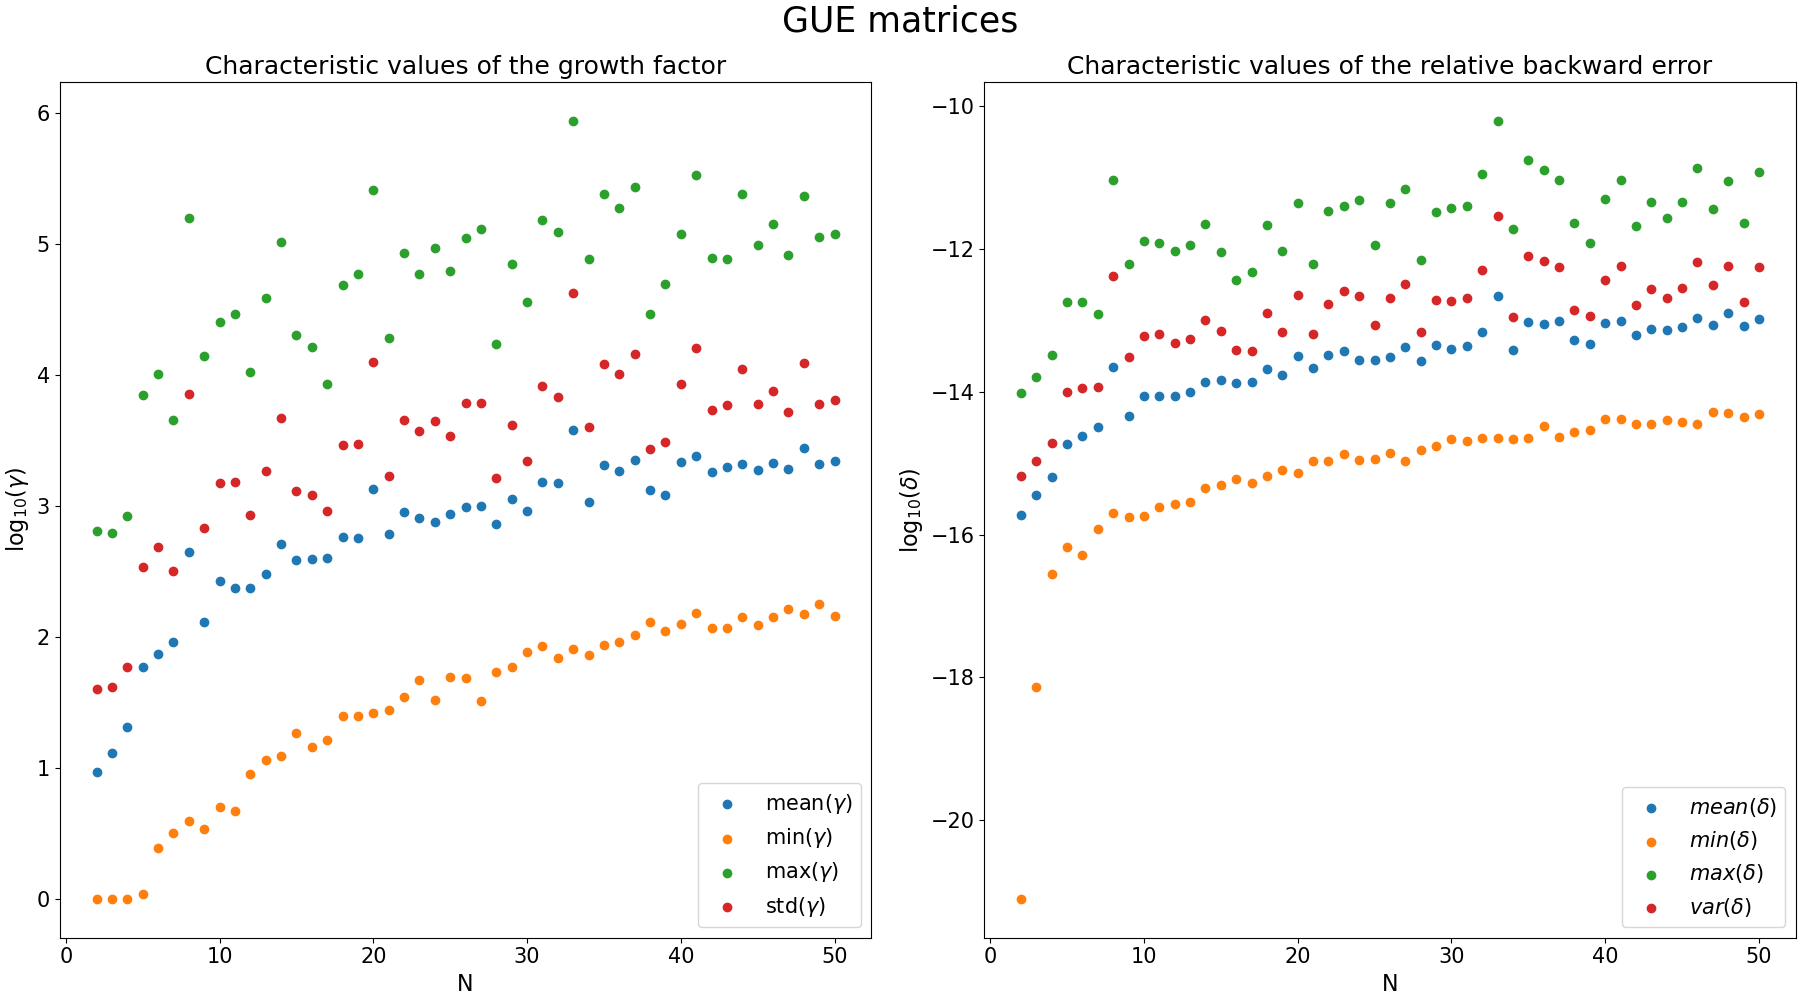 GUE matrices
Characteristic values of the growth factor
6
5
4
3
2
1
0
log₁₀(γ)
0 10 20 30 40 50
N
mean(γ)
min(γ)
max(γ)
std(γ)
Characteristic values of the relative backward error
−10
−12
−14
−16
−18
−20
log₁₀(δ)
0 10 20 30 40 50
N
mean(δ)
min(δ)
max(δ)
var(δ)